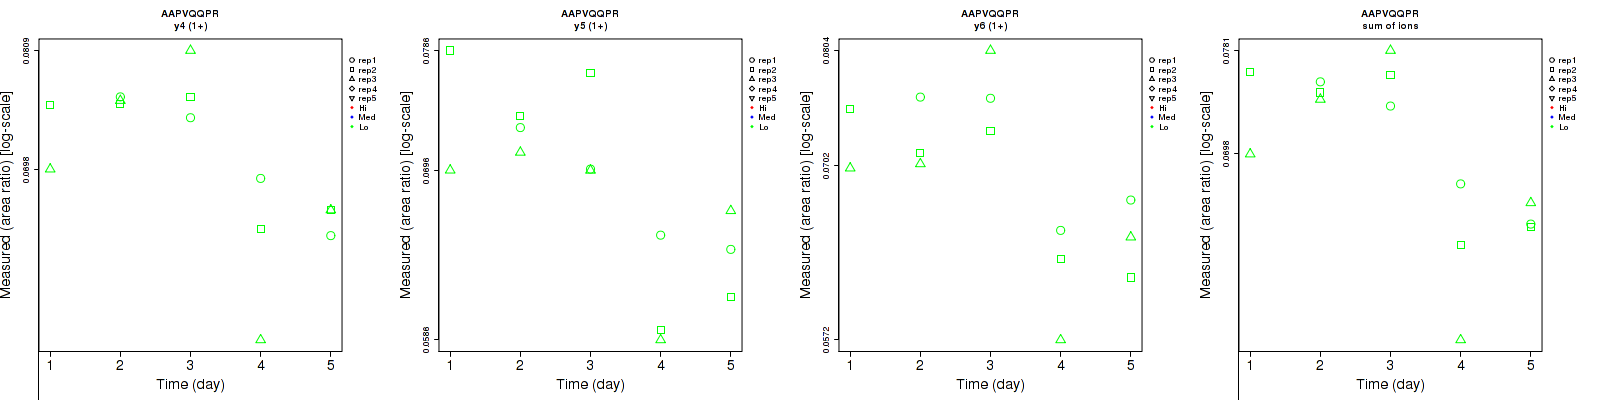 AAPVQQPR
y4 (1+)
0.0809
0.0698
Measured (area ratio) [log-scale]
1 2 3 4 5
Time (day)
rep1
rep2
rep3
rep4
rep5
Hi
Med
Lo
AAPVQQPR
y5 (1+)
0.0786
0.0696
0.0586
Measured (area ratio) [log-scale]
1 2 3 4 5
Time (day)
rep1
rep2
rep3
rep4
rep5
Hi
Med
Lo
AAPVQQPR
y6 (1+)
0.0804
0.0702
0.0572
Measured (area ratio) [log-scale]
1 2 3 4 5
Time (day)
rep1
rep2
rep3
rep4
rep5
Hi
Med
Lo
AAPVQQPR
sum of ions
0.0781
0.0698
Measured (area ratio) [log-scale]
1 2 3 4 5
Time (day)
rep1
rep2
rep3
rep4
rep5
Hi
Med
Lo